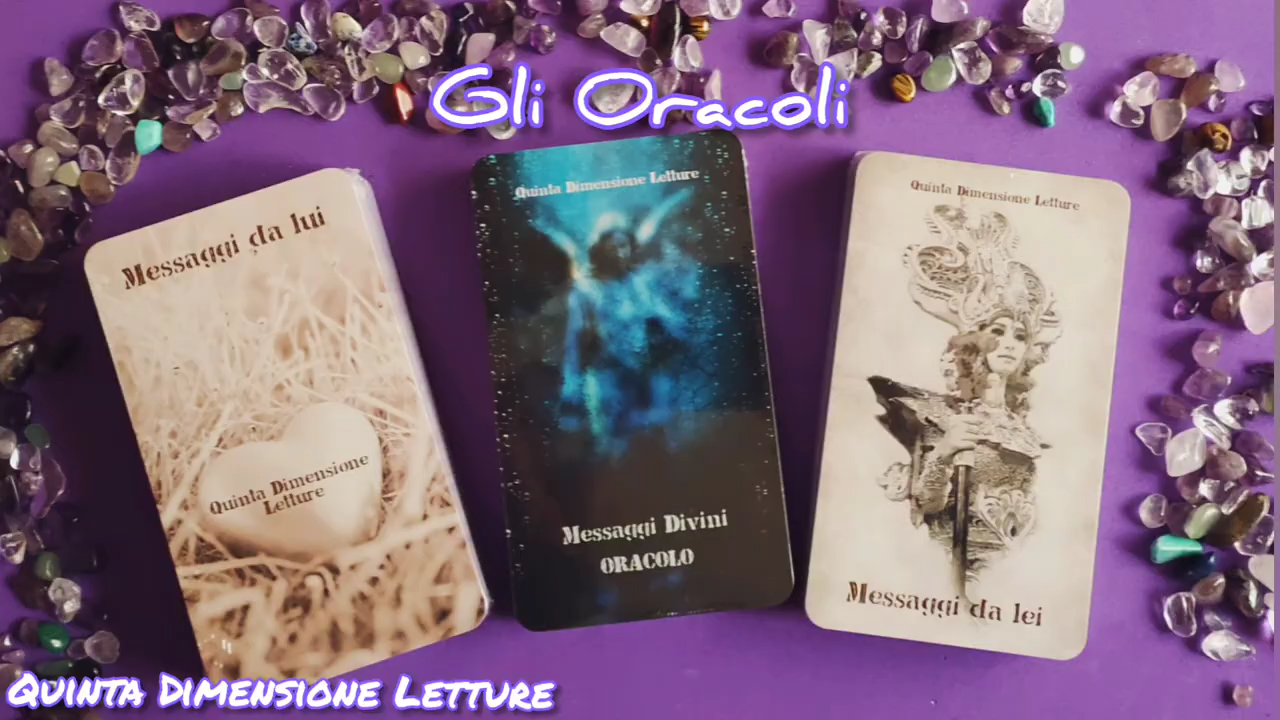 Gli Oracoli
Messaggi da lui
Quinta Dimensione
Letture
Quinta Dimensione Letture
Messaggi Divini
ORACOLO
Quinta Dimensione Letture
Messaggi da lei
Quinta Dimensione Letture